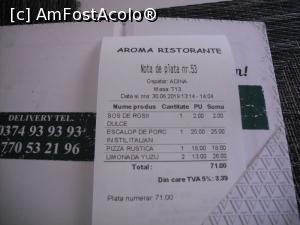 [C] AmFostAcolo®
AROMA RISTORANTE
Nota de plata nr.53
Ospatar: ADINA
Masa: T13
Data si ora: 30.06.2019 13:14 - 14:04
Nume produs Cantitate PU Suma
SOS DE ROSII 1 2.00 2.00
DULCE
ESCALOP DE PORC 1 25.00 25.00
IN STIL ITALIAN
PIZZA RUSTICA 1 18.00 18.00
LIMONADA YUZU 2 13.00 26.00
Total: 71.00
Din care TVA 5%: 3.39
Plata numerar: 71.00
DELIVERY TEL.
0374 93 93 93
770 53 21 96